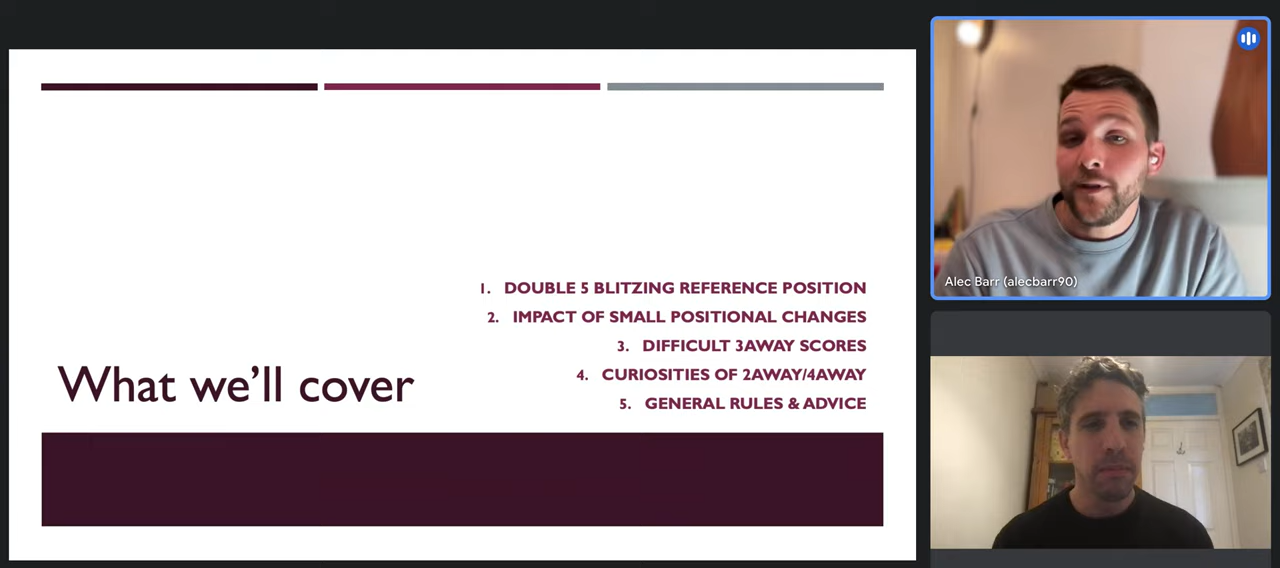 What we'll cover
1. DOUBLE 5 BLITZING REFERENCE POSITION
2. IMPACT OF SMALL POSITIONAL CHANGES
3. DIFFICULT 3AWAY SCORES
4. CURIOSITIES OF 2AWAY/4AWAY
5. GENERAL RULES & ADVICE
Alec Barr (alecbarr90)